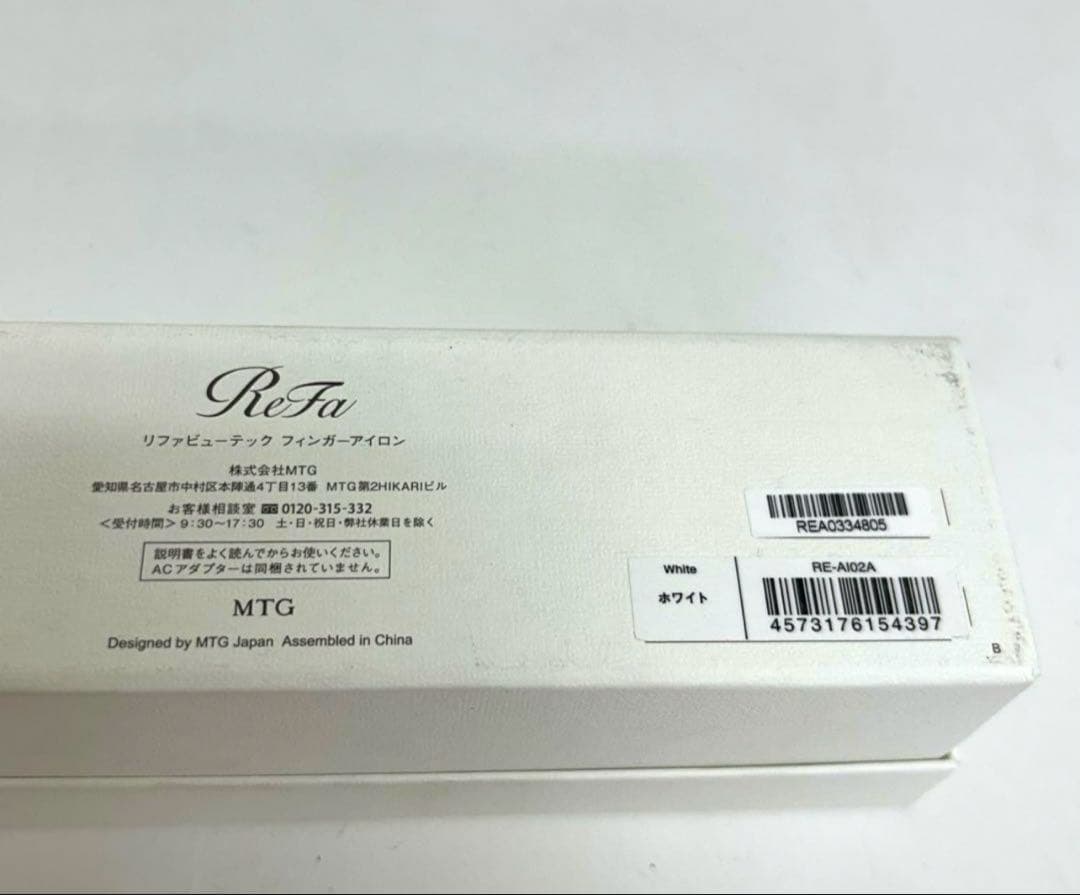 ReFa
リファビューテック フィンガーアイロン
株式会社MTG
愛知県名古屋市中村区本陣通4丁目13番 MTG第2HIKARIビル
お客様相談室 0120-315-332
<受付時間> 9:30~17:30 土・日・祝日・弊社休業日を除く
説明書をよく読んでからお使いください。
ACアダプターは同梱されていません。
MTG
Designed by MTG Japan Assembled in China
REA0334805
White
ホワイト
RE-AI02A
4573176154397
B